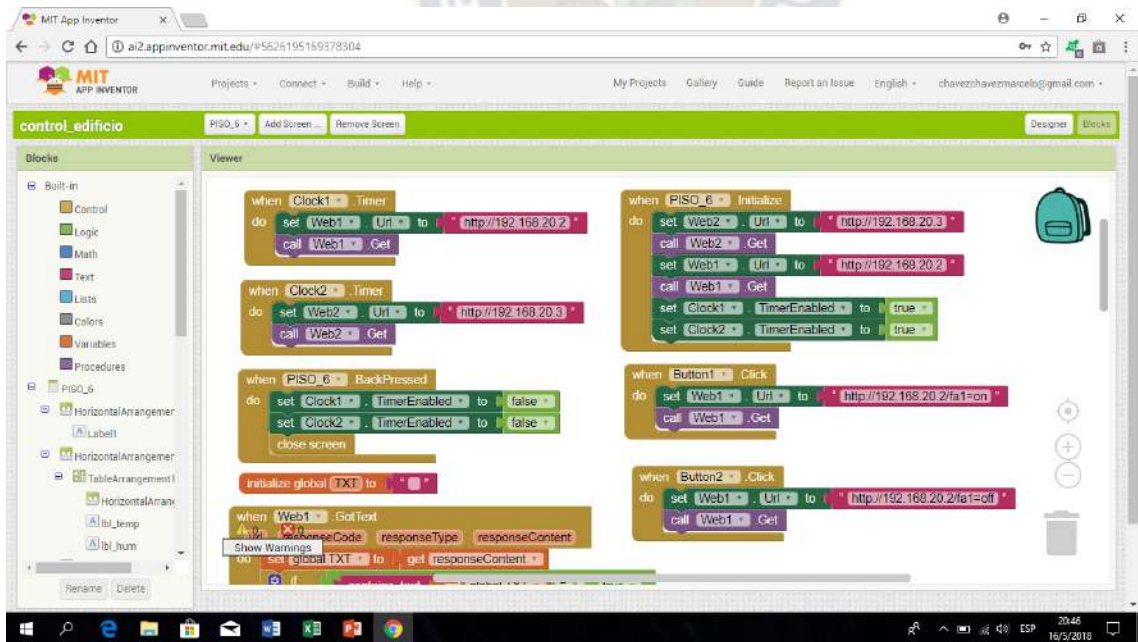 MIT App Inventor
ai2.appinventor.mit.edu/#5626195169378304
MIT
APP INVENTOR
Projects Connect Build Help My Projects Gallery Guide Report an Issue English chavezchavezmarcelo@gmail.com
control_edificio PISO_6 Add Screen ... Remove Screen Designer Blocks
Blocks
Viewer
Built-in
Control
Logic
Math
Text
Lists
Colors
Variables
Procedures
PISO_6
HorizontalArrangemen
Label1
HorizontalArrangemen
TableArrangement1
HorizontalArran
lbl_temp
lbl_hum
Rename Delete
when Clock1 .Timer
do set Web1 . Url to " http://192.168.20.2 "
call Web1 .Get
when Clock2 .Timer
do set Web2 . Url to " http://192.168.20.3 "
call Web2 .Get
when PISO_6 .BackPressed
do set Clock1 . TimerEnabled to false
set Clock2 . TimerEnabled to false
close screen
initialize global TXT to " "
when Web1 .GotText
responseCode responseType responseContent
0 0
Show Warnings
do set global TXT to get responseContent
if
when PISO_6 .Initialize
do set Web2 . Url to " http://192.168.20.3 "
call Web2 .Get
set Web1 . Url to " http://192.168.20.2 "
call Web1 .Get
set Clock1 . TimerEnabled to true
set Clock2 . TimerEnabled to true
when Button1 .Click
do set Web1 . Url to " http://192.168.20.2/fa1=on "
call Web1 .Get
when Button2 .Click
do set Web1 . Url to " http://192.168.20.2/fa1=off "
call Web1 .Get
ESP
20:46
16/5/2018